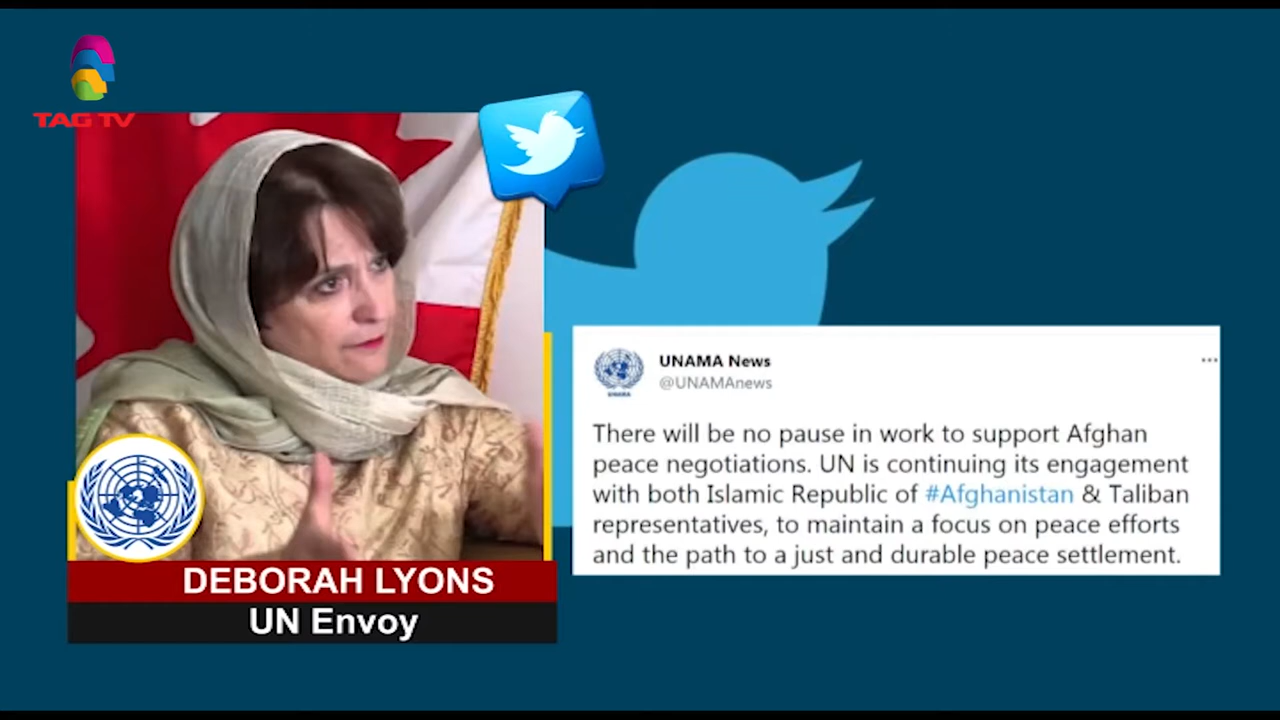 TAG TV
UNAMA News
@UNAMAnews
There will be no pause in work to support Afghan
peace negotiations. UN is continuing its engagement
with both Islamic Republic of #Afghanistan & Taliban
representatives, to maintain a focus on peace efforts
and the path to a just and durable peace settlement.
DEBORAH LYONS
UN Envoy